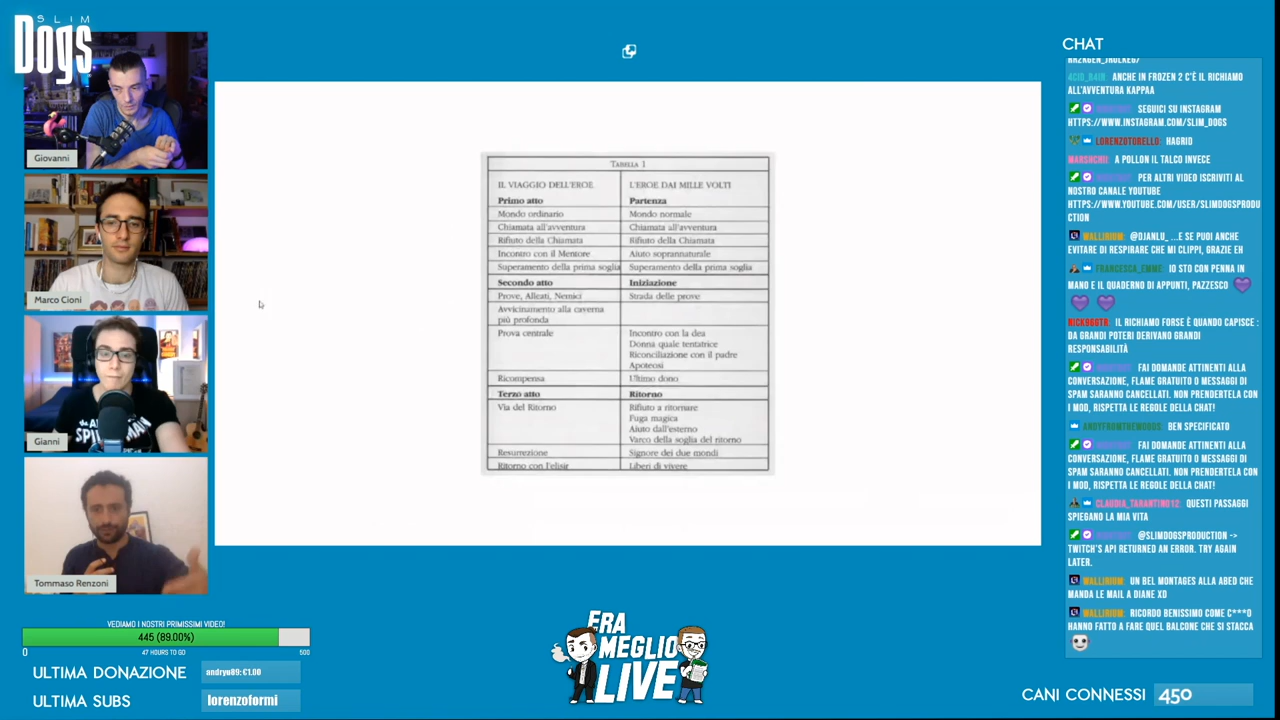 SLIM
Dogs
Giovanni
Marco Cioni
Gianni
Tommaso Renzoni
TABELLA 1
IL VIAGGIO DELL'EROE
L'EROE DAI MILLE VOLTI
Primo atto
Partenza
Mondo ordinario
Mondo normale
Chiamata all'avventura
Chiamata all'avventura
Rifiuto della Chiamata
Rifiuto della Chiamata
Incontro con il Mentore
Aiuto soprannaturale
Superamento della prima soglia
Superamento della prima soglia
Secondo atto
Iniziazione
Prove, Alleati, Nemici
Strada delle prove
Avvicinamento alla caverna
più profonda
Prova centrale
Incontro con la dea
Donna quale tentatrice
Riconciliazione con il padre
Apoteosi
Ricompensa
Ultimo dono
Terzo atto
Ritorno
Via del Ritorno
Rifiuto a ritornare
Fuga magica
Aiuto dall'esterno
Varco della soglia del ritorno
Resurrezione
Signore dei due mondi
Ritorno con l'elisir
Liberi di vivere
CHAT
4CID_R4IN: ANCHE IN FROZEN 2 C'È IL RICHIAMO
ALL'AVVENTURA KAPPAA
SEGUICI SU INSTAGRAM
HTTPS://WWW.INSTAGRAM.COM/SLIM_DOGS
LORENZOTORELLO: HAGRID
MARSHCHII: A POLLON IL TALCO INVECE
PER ALTRI VIDEO ISCRIVITI AL
NOSTRO CANALE YOUTUBE
HTTPS://WWW.YOUTUBE.COM/USER/SLIMDOGSPRODU
CTION
WALLINIUM: @DJANLU_ ...E SE PUOI ANCHE
EVITARE DI RESPIRARE CHE MI CLIPPI, GRAZIE EH
FRANCESCA_EMME: IO STO CON PENNA IN
MANO E IL QUADERNO DI APPUNTI, PAZZESCO
NICK86GTR: IL RICHIAMO FORSE È QUANDO CAPISCE :
DA GRANDI POTERI DERIVANO GRANDI
RESPONSABILITÀ
FAI DOMANDE ATTINENTI ALLA
CONVERSAZIONE, FLAME GRATUITO O MESSAGGI DI
SPAM SARANNO CANCELLATI. NON PRENDERTELA CON
I MOD, RISPETTA LE REGOLE DELLA CHAT!
ANDYFROMTHEMOOGS: BEN SPECIFICATO
FAI DOMANDE ATTINENTI ALLA
CONVERSAZIONE, FLAME GRATUITO O MESSAGGI DI
SPAM SARANNO CANCELLATI. NON PRENDERTELA CON
I MOD, RISPETTA LE REGOLE DELLA CHAT!
CLAUDIA_TARANTINO12: QUESTI PASSAGGI
SPIEGANO LA MIA VITA
@SLIMDOGSPRODUCTION ->
TWITCH'S API RETURNED AN ERROR. TRY AGAIN
LATER.
WALLINIUM: UN BEL MONTAGES ALLA ABED CHE
MANDA LE MAIL A DIANE XD
WALLINIUM: RICORDO BENISSIMO COME C***O
HANNO FATTO A FARE QUEL BALCONE CHE SI STACCA
VEDIAMO I NOSTRI PRIMISSIMI VIDEO!
445 (89.00%)
0
47 HOURS TO GO
500
ULTIMA DONAZIONE
andryu89: €1.00
ULTIMA SUBS
lorenzoformi
ERA
MEGLIO
LIVE
CANI CONNESSI
450